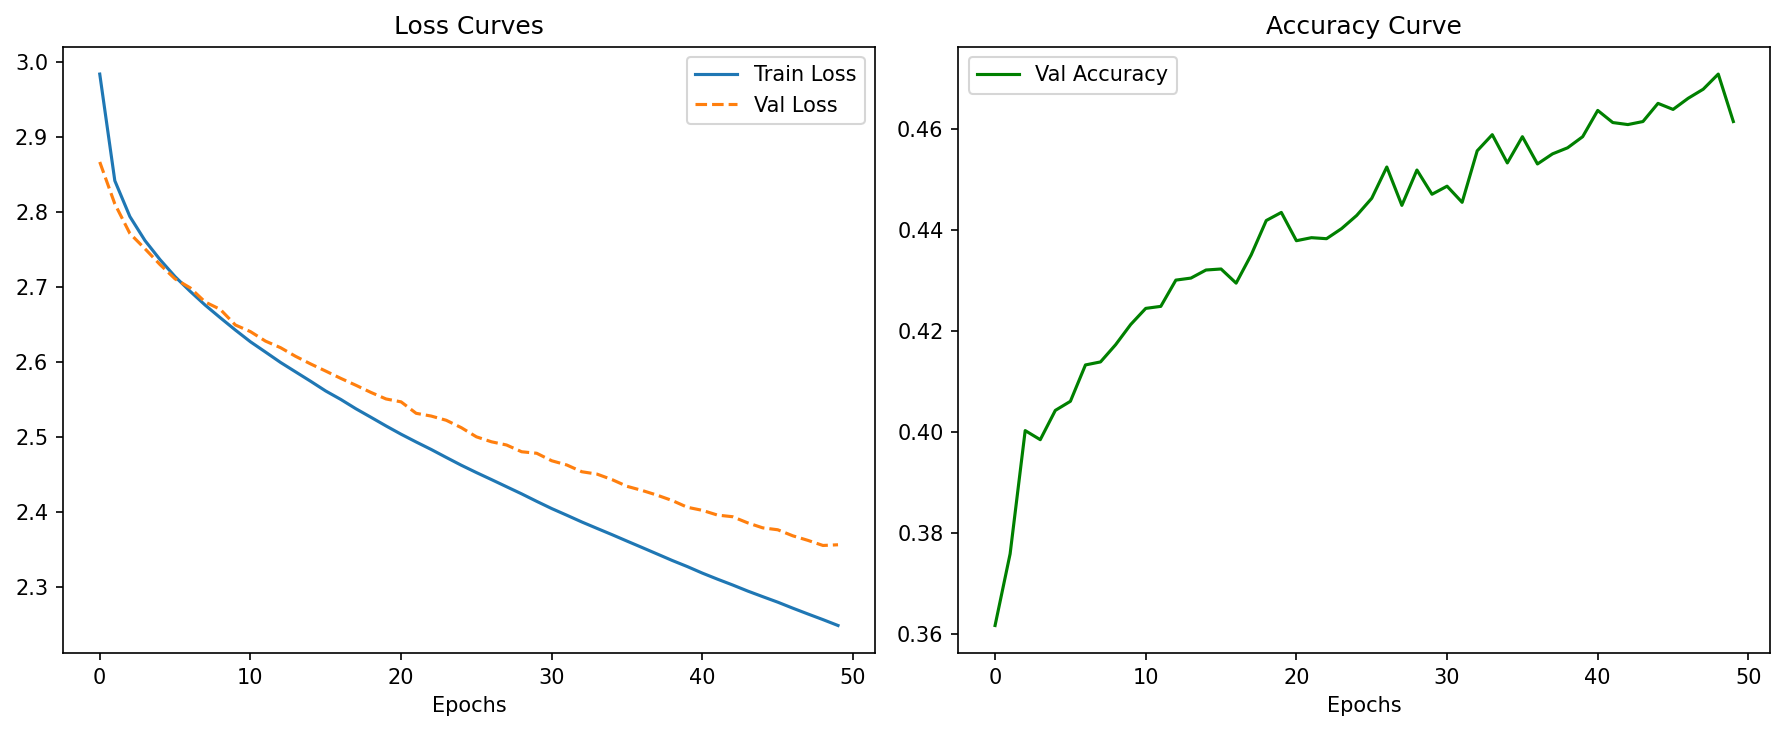 Loss Curves
3.0
2.9
2.8
2.7
2.6
2.5
2.4
2.3
Train Loss
Val Loss
0 10 20 30 40 50
Epochs
Accuracy Curve
Val Accuracy
0.46
0.44
0.42
0.40
0.38
0.36
0 10 20 30 40 50
Epochs